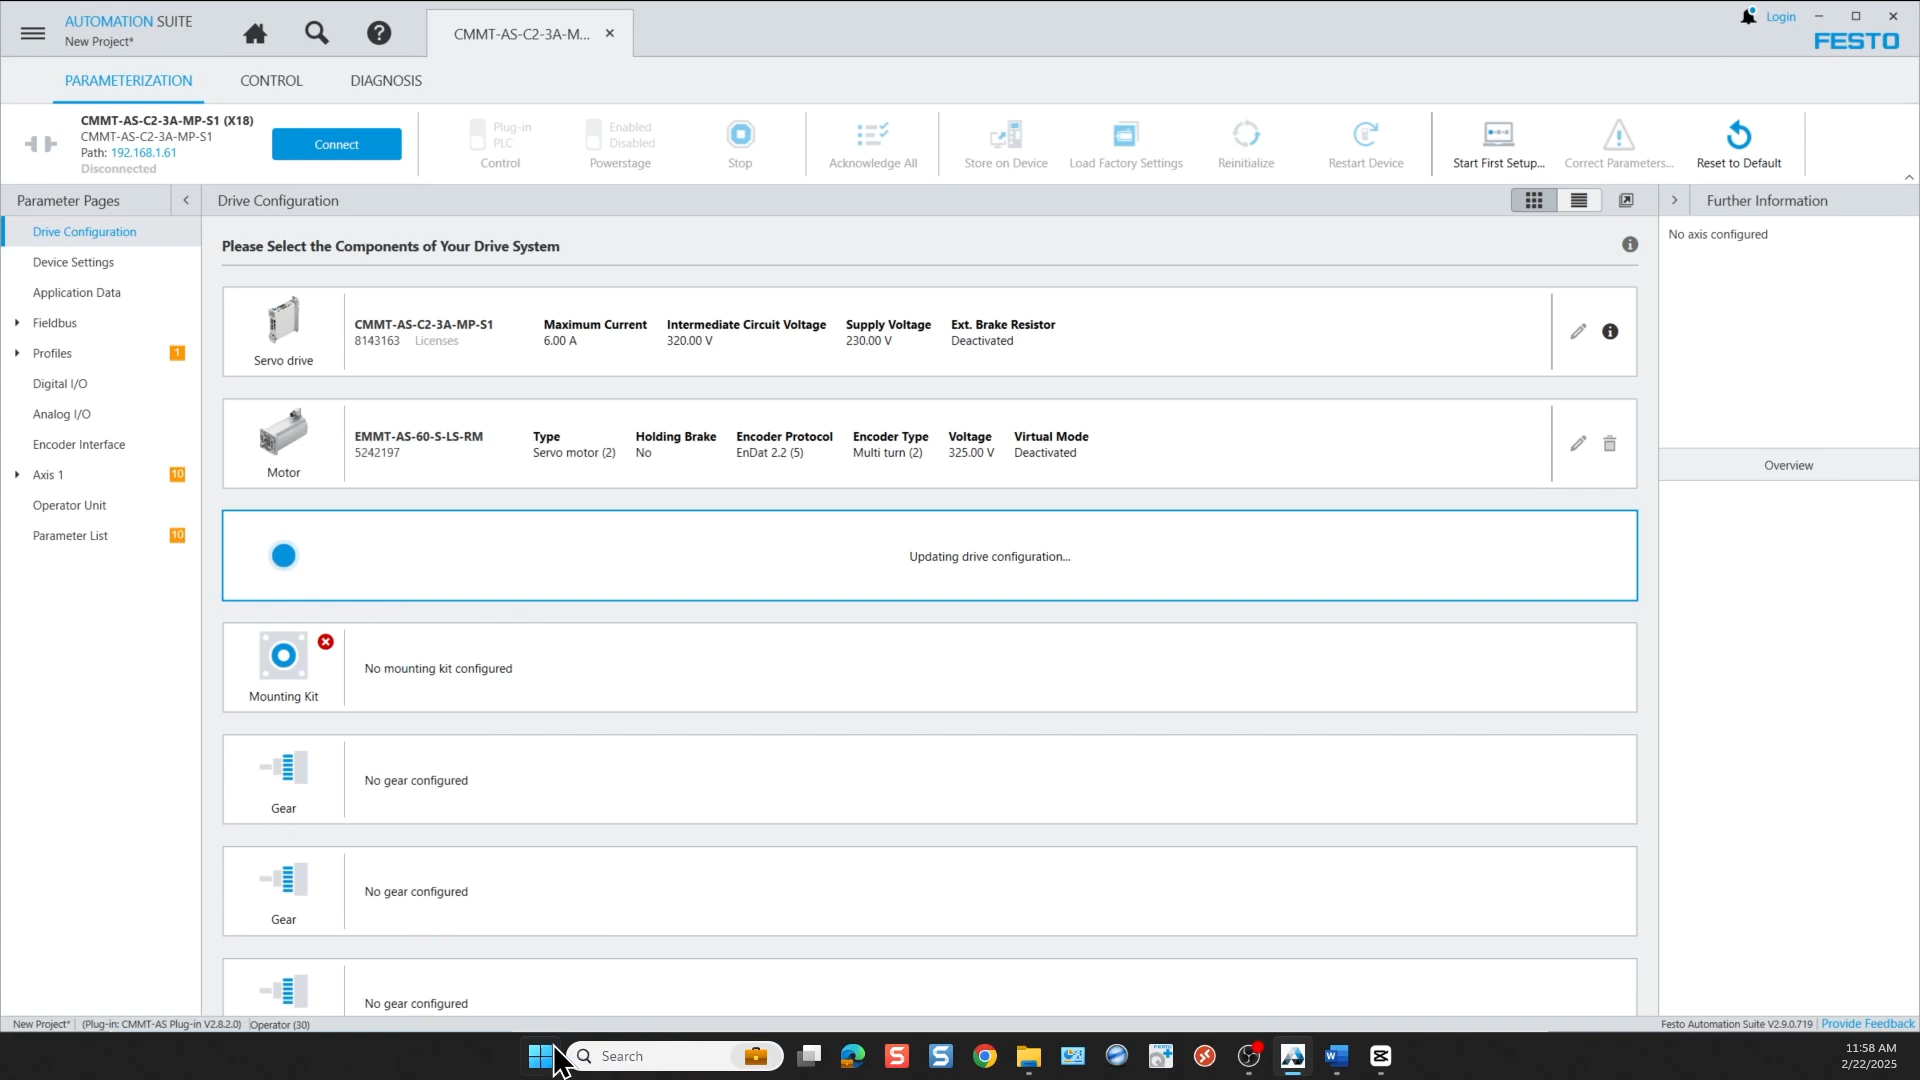 AUTOMATION SUITE
New Project*
CMMT-AS-C2-3A-M...
Login
FESTO
PARAMETERIZATION
CONTROL
DIAGNOSIS
CMMT-AS-C2-3A-MP-S1 (X18)
CMMT-AS-C2-3A-MP-S1
Path: 192.168.1.61
Disconnected
Connect
Plug-in
PLC
Control
Enabled
Disabled
Powerstage
Stop
Acknowledge All
Store on Device
Load Factory Settings
Reinitialize
Restart Device
Start First Setup...
Correct Parameters...
Reset to Default
Parameter Pages
Drive Configuration
Further Information
Drive Configuration
Device Settings
Application Data
Fieldbus
Profiles 1
Digital I/O
Analog I/O
Encoder Interface
Axis 1 10
Operator Unit
Parameter List 10
Please Select the Components of Your Drive System
Servo drive
CMMT-AS-C2-3A-MP-S1
8143163 Licenses
Maximum Current
6.00 A
Intermediate Circuit Voltage
320.00 V
Supply Voltage
230.00 V
Ext. Brake Resistor
Deactivated
Motor
EMMT-AS-60-S-LS-RM
5242197
Type
Servo motor (2)
Holding Brake
No
Encoder Protocol
EnDat 2.2 (5)
Encoder Type
Multi turn (2)
Voltage
325.00 V
Virtual Mode
Deactivated
Updating drive configuration...
Mounting Kit
No mounting kit configured
Gear
No gear configured
Gear
No gear configured
No gear configured
No axis configured
Overview
New Project* (Plug-in: CMMT-AS Plug-in V2.8.2.0) Operator (30)
Festo Automation Suite V2.9.0.719 Provide Feedback
Search
11:58 AM
2/22/2025